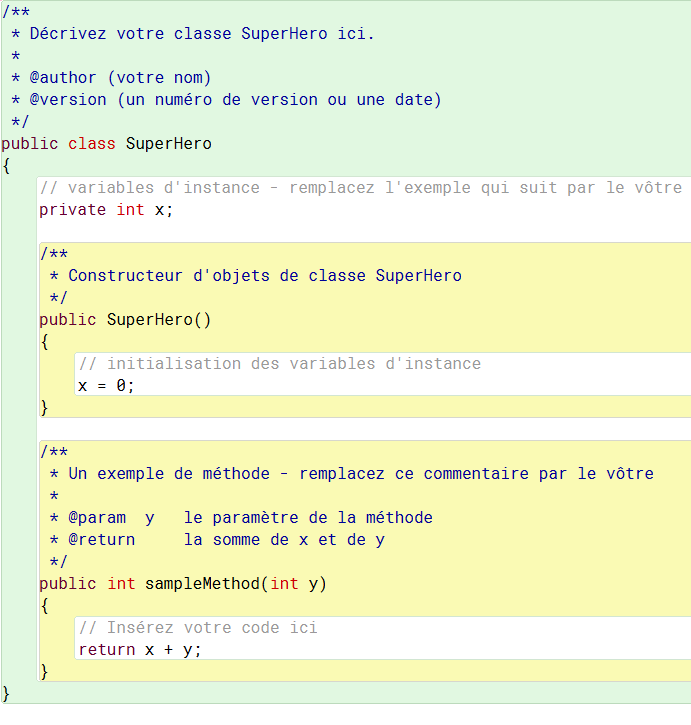 /**
 * Décrivez votre classe SuperHero ici.
 *
 * @author (votre nom)
 * @version (un numéro de version ou une date)
 */
public class SuperHero
{
    // variables d'instance - remplacez l'exemple qui suit par le vôtre
    private int x;

    /**
     * Constructeur d'objets de classe SuperHero
     */
    public SuperHero()
    {
        // initialisation des variables d'instance
        x = 0;
    }

    /**
     * Un exemple de méthode - remplacez ce commentaire par le vôtre
     *
     * @param  y   le paramètre de la méthode
     * @return     la somme de x et de y
     */
    public int sampleMethod(int y)
    {
        // Insérez votre code ici
        return x + y;
    }
}